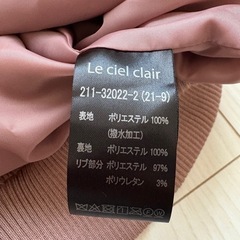 Le ciel clair
211-32022-2 (21-9)
表地 ポリエステル 100%
(撥水加工)
裏地 ポリエステル 100%
リブ部分 ポリエステル 97%
ポリウレタン 3%